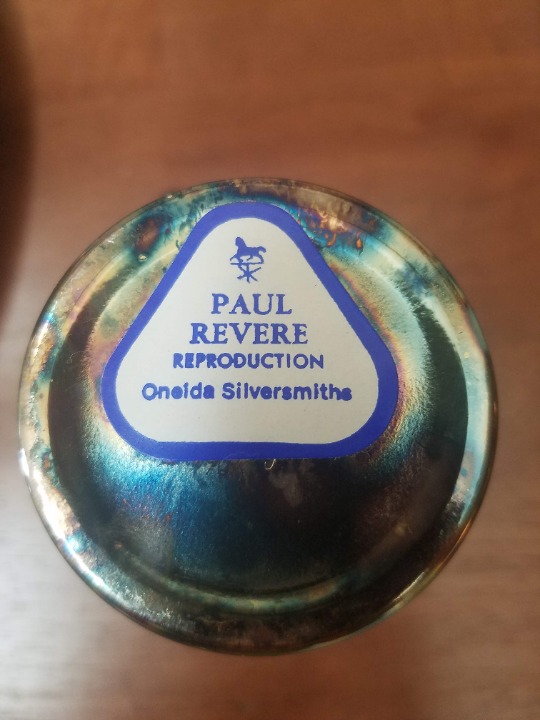 PAUL
REVERE
REPRODUCTION
Oneida Silversmiths